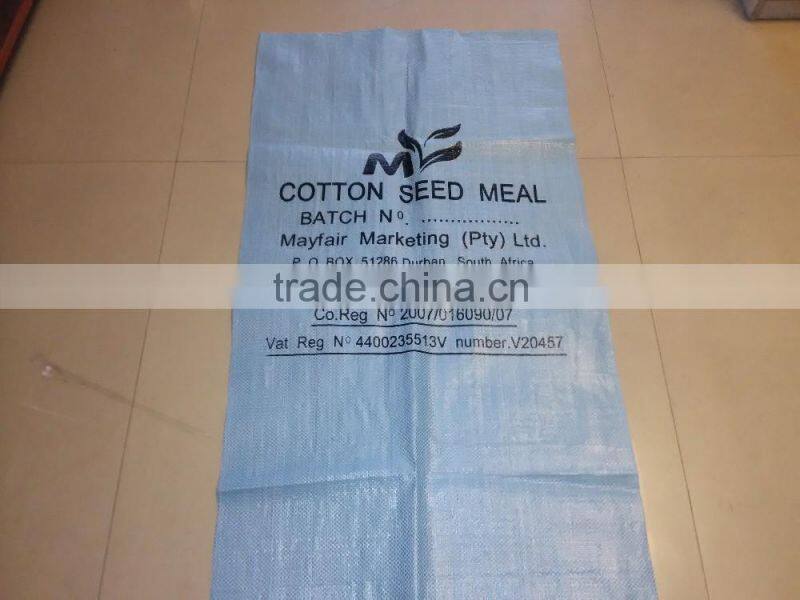 M
COTTON SEED MEAL
BATCH Nº. .................
Mayfair Marketing (Pty) Ltd.
P. O. BOX 51286 Durban, South Africa
trade.china.cn
Co.Reg Nº 2007/016090/07
Vat Reg Nº 4400235513V number.V20457